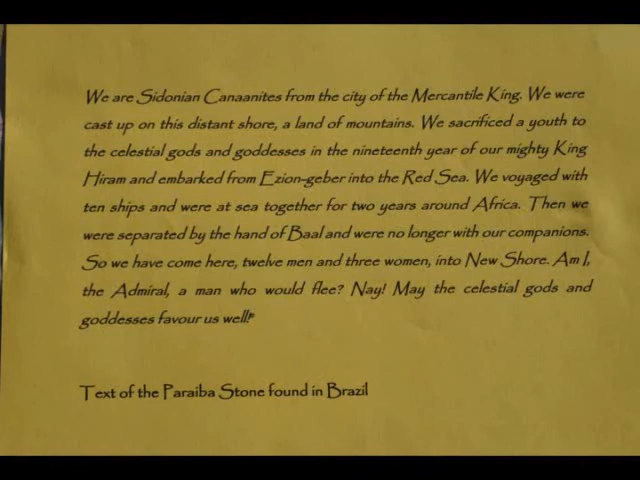 We are Sidonian Canaanites from the city of the Mercantile King. We were
cast up on this distant shore, a land of mountains. We sacrificed a youth to
the celestial gods and goddesses in the nineteenth year of our mighty King
Hiram and embarked from Ezion-geber into the Red Sea. We voyaged with
ten ships and were at sea together for two years around Africa. Then we
were separated by the hand of Baal and were no longer with our companions.
So we have come here, twelve men and three women, into New Shore. Am I,
the Admiral, a man who would flee? Nay! May the celestial gods and
goddesses favour us well!"
Text of the Paraiba Stone found in Brazil